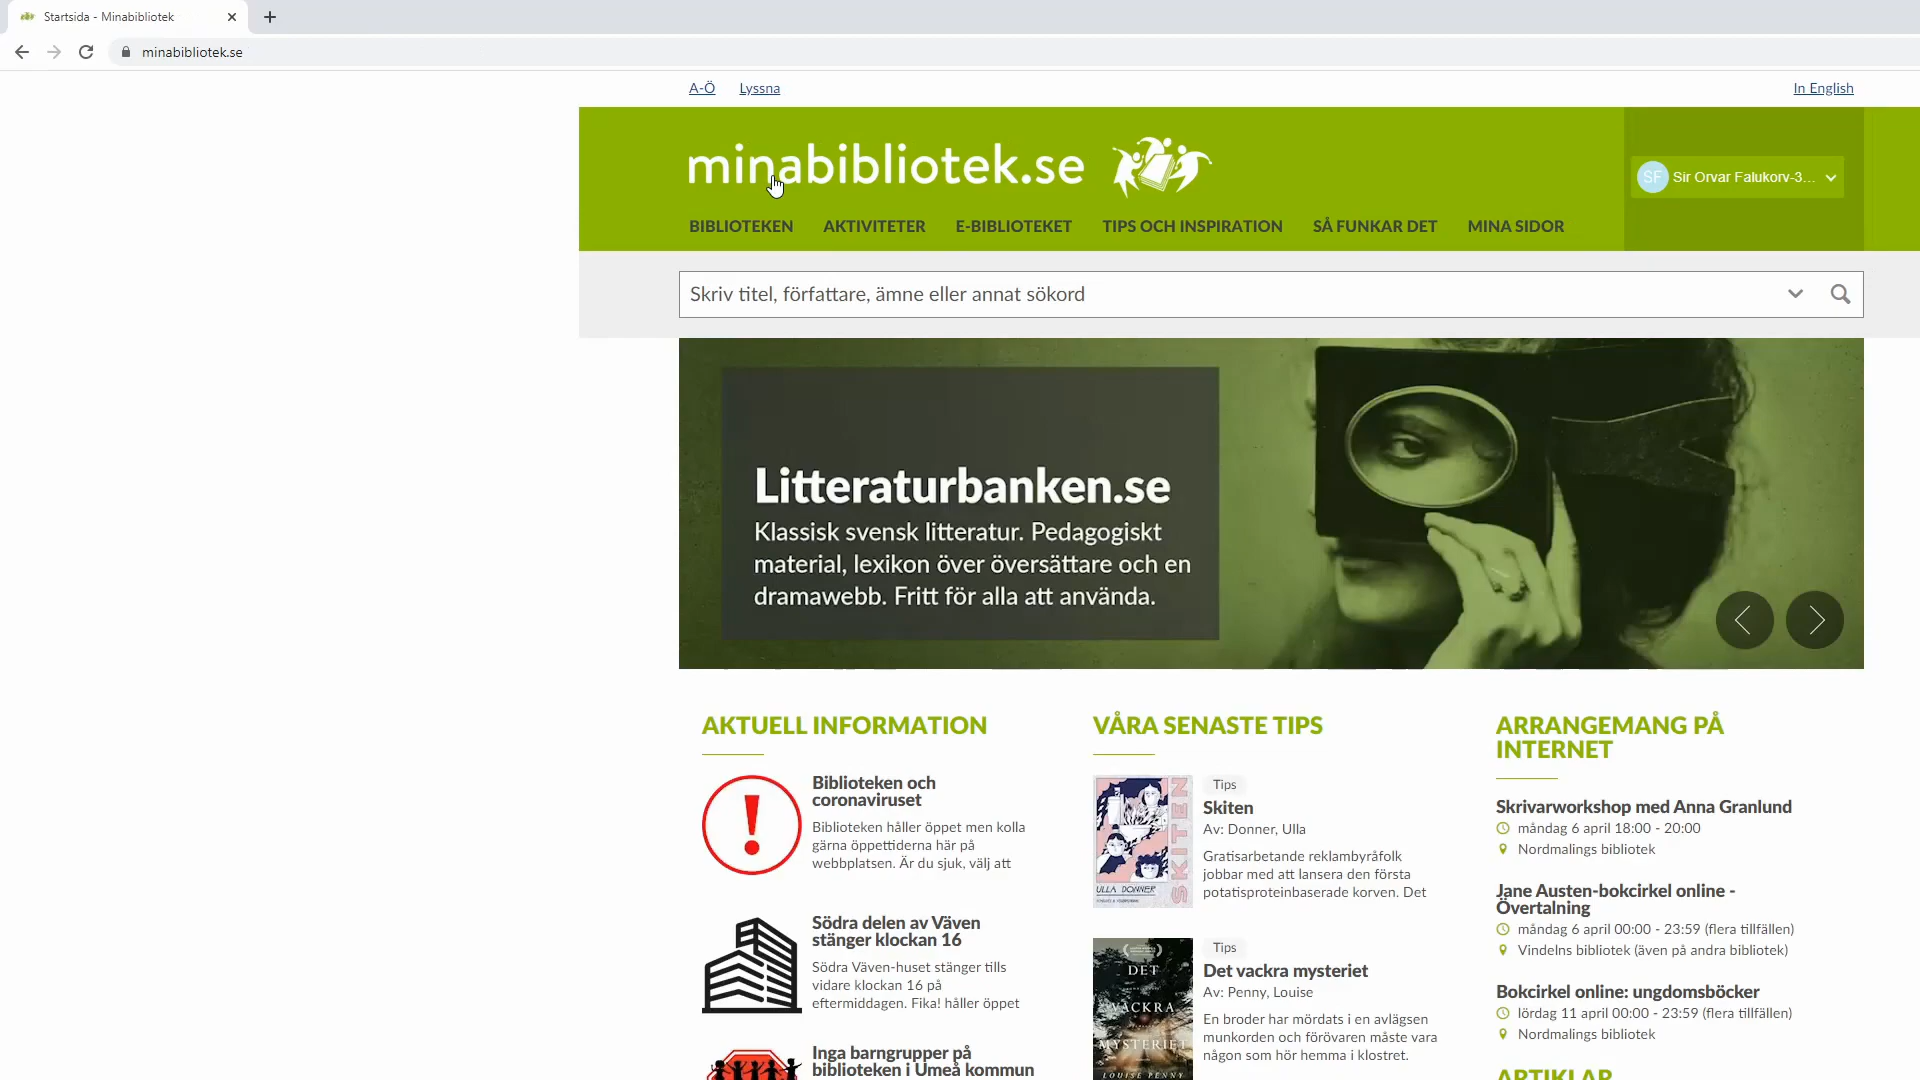 Startsida - Minabibliotek
minabibliotek.se
A-Ö Lyssna In English
minabibliotek.se
SF Sir Orvar Falukorv-3...
BIBLIOTEKEN AKTIVITETER E-BIBLIOTEKET TIPS OCH INSPIRATION SÅ FUNKAR DET MINA SIDOR
Skriv titel, författare, ämne eller annat sökord
Litteraturbanken.se
Klassisk svensk litteratur. Pedagogiskt
material, lexikon över översättare och en
dramawebb. Fritt för alla att använda.
AKTUELL INFORMATION
Biblioteken och
coronaviruset
Biblioteken håller öppet men kolla
gärna öppettiderna här på
webbplatsen. Är du sjuk, välj att
Södra delen av Väven
stänger klockan 16
Södra Väven-huset stänger tills
vidare klockan 16 på
eftermiddagen. Fika! håller öppet
Inga barngrupper på
biblioteken i Umeå kommun
VÅRA SENASTE TIPS
SKITEN
ULLA DONNER
Tips
Skiten
Av: Donner, Ulla
Gratisarbetande reklambyråfolk
jobbar med att lansera den första
potatisproteinbaserade korven. Det
DET
VACKRA
MYSTERIET
LOUISE PENNY
Tips
Det vackra mysteriet
Av: Penny, Louise
En broder har mördats i en avlägsen
munkorden och förövaren måste vara
någon som hör hemma i klostret.
ARRANGEMANG PÅ
INTERNET
Skrivarworkshop med Anna Granlund
måndag 6 april 18:00 - 20:00
Nordmalings bibliotek
Jane Austen-bokcirkel online -
Övertalning
måndag 6 april 00:00 - 23:59 (flera tillfällen)
Vindelns bibliotek (även på andra bibliotek)
Bokcirkel online: ungdomsböcker
lördag 11 april 00:00 - 23:59 (flera tillfällen)
Nordmalings bibliotek
ARTIKLAR